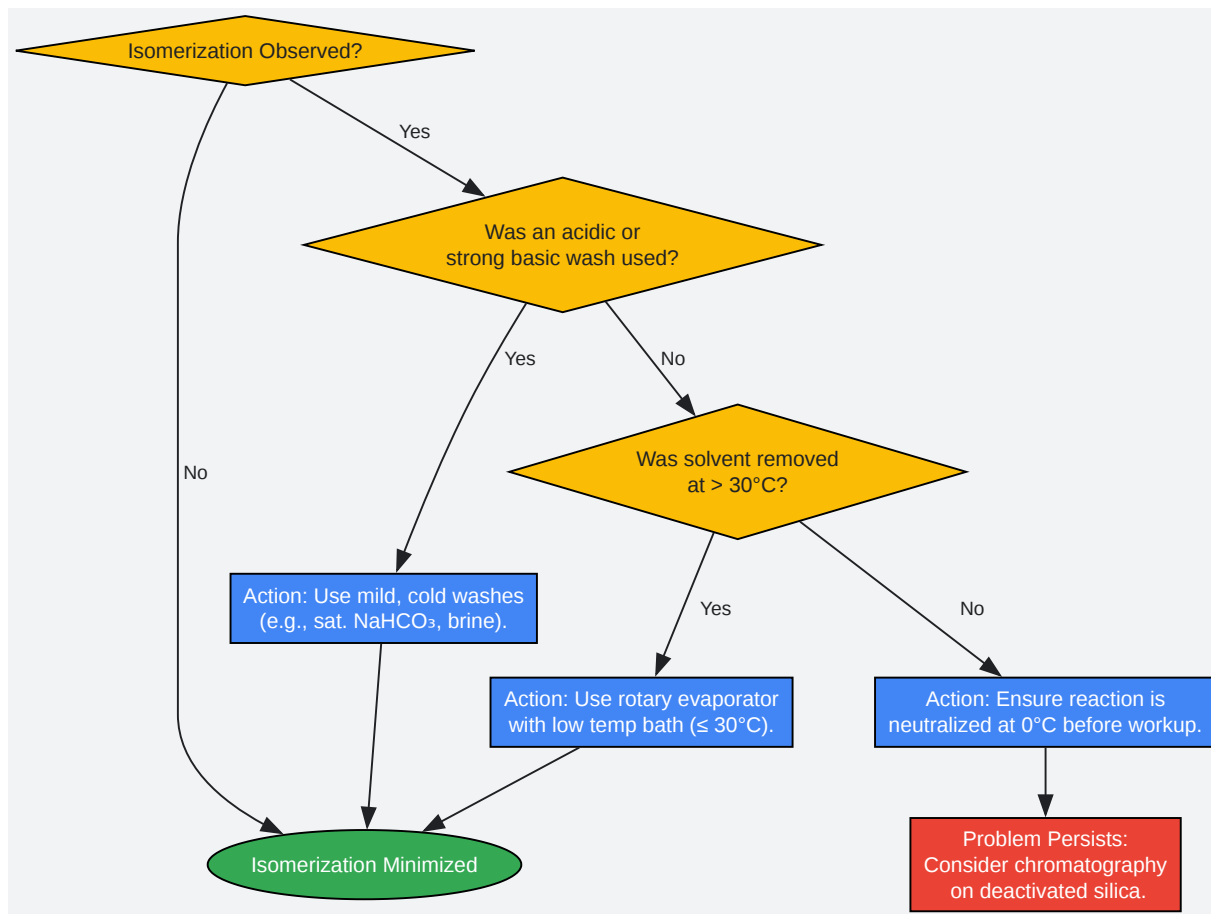 Isomerization Observed?
Yes
Was an acidic or
strong basic wash used?
Yes
No
Was solvent removed
at > 30°C?
No
Action: Use mild, cold washes
(e.g., sat. NaHCO₃, brine).
Yes
No
Action: Use rotary evaporator
with low temp bath (≤ 30°C).
Action: Ensure reaction is
neutralized at 0°C before workup.
Isomerization Minimized
Problem Persists:
Consider chromatography
on deactivated silica.